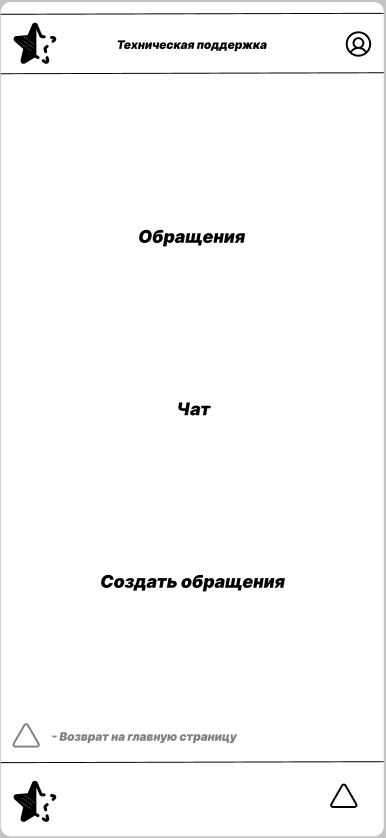 Техническая поддержка
Обращения
Чат
Создать обращения
- Возврат на главную страницу